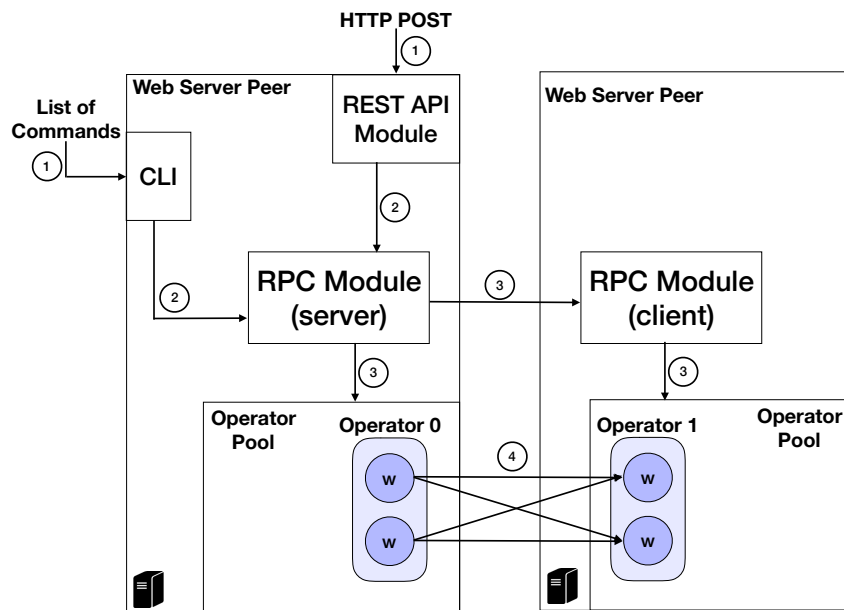 HTTP POST
1
Web Server Peer
REST API
Module
Web Server Peer
List of
Commands
1
CLI
2
2
RPC Module
(server)
3
RPC Module
(client)
3
3
Operator
Pool
Operator 0
Operator 1
Operator
Pool
4
w
w
w
w